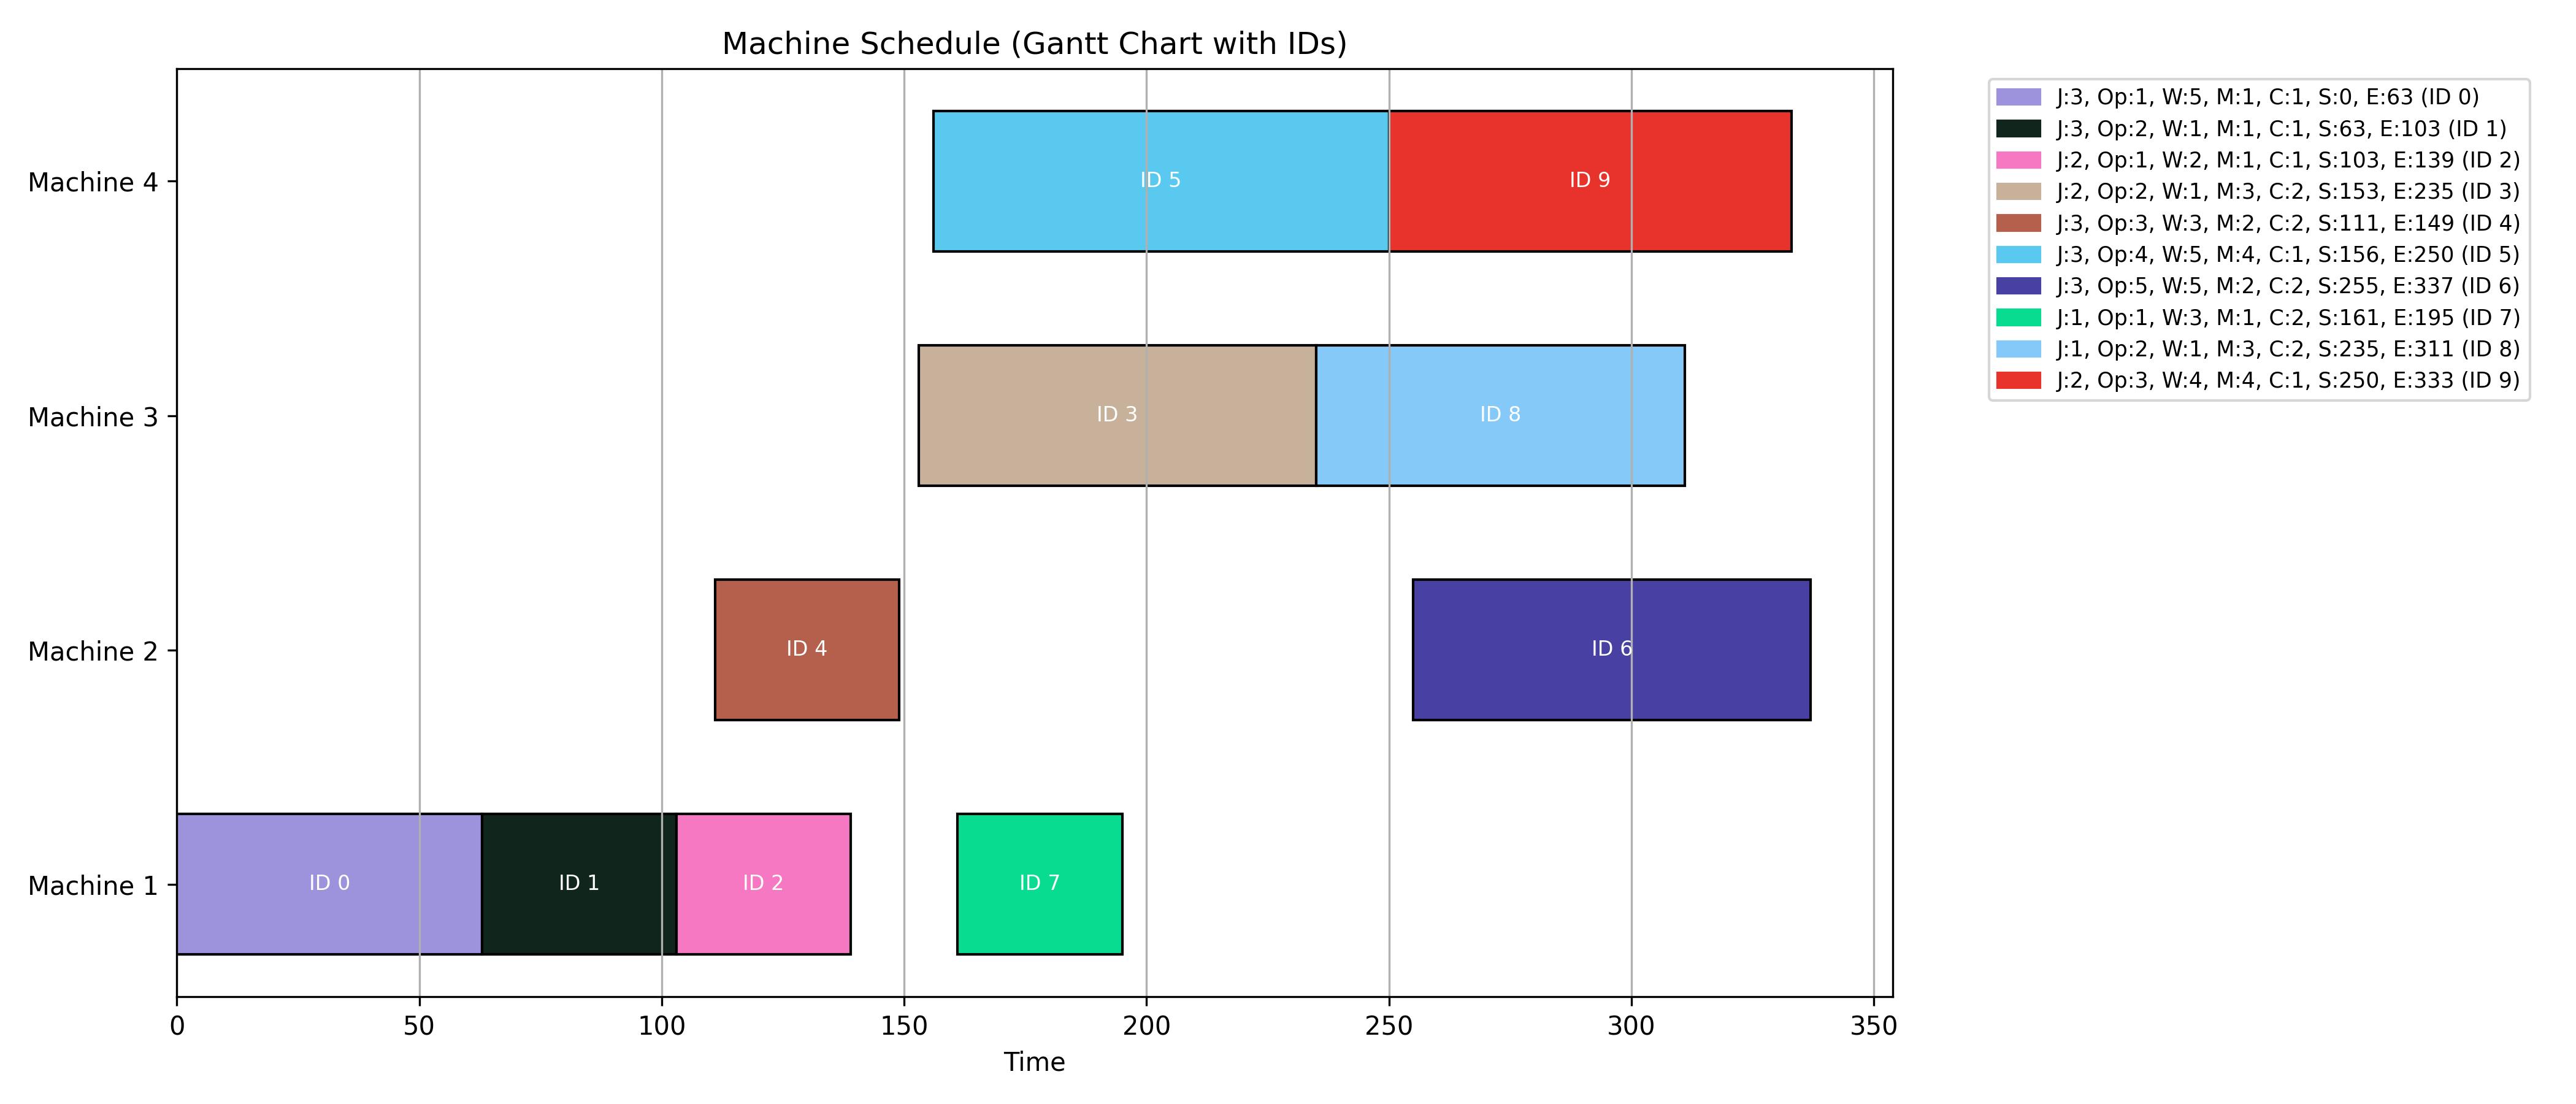 Machine Schedule (Gantt Chart with IDs)
Machine 4
ID 5
ID 9
Machine 3
ID 3
ID 8
Machine 2
ID 4
ID 6
Machine 1
ID 0
ID 1
ID 2
ID 7
0 50 100 150 200 250 300 350
Time
J:3, Op:1, W:5, M:1, C:1, S:0, E:63 (ID 0)
J:3, Op:2, W:1, M:1, C:1, S:63, E:103 (ID 1)
J:2, Op:1, W:2, M:1, C:1, S:103, E:139 (ID 2)
J:2, Op:2, W:1, M:3, C:2, S:153, E:235 (ID 3)
J:3, Op:3, W:3, M:2, C:2, S:111, E:149 (ID 4)
J:3, Op:4, W:5, M:4, C:1, S:156, E:250 (ID 5)
J:3, Op:5, W:5, M:2, C:2, S:255, E:337 (ID 6)
J:1, Op:1, W:3, M:1, C:2, S:161, E:195 (ID 7)
J:1, Op:2, W:1, M:3, C:2, S:235, E:311 (ID 8)
J:2, Op:3, W:4, M:4, C:1, S:250, E:333 (ID 9)